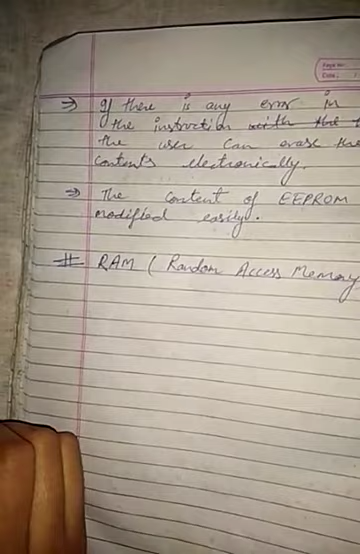 Page No.
Date
⇒ If there is any error in
the instruction with the
the user can erase the
contents electronically.
⇒ The content of EEPROM
modified easily.
# RAM ( Random Access Memory